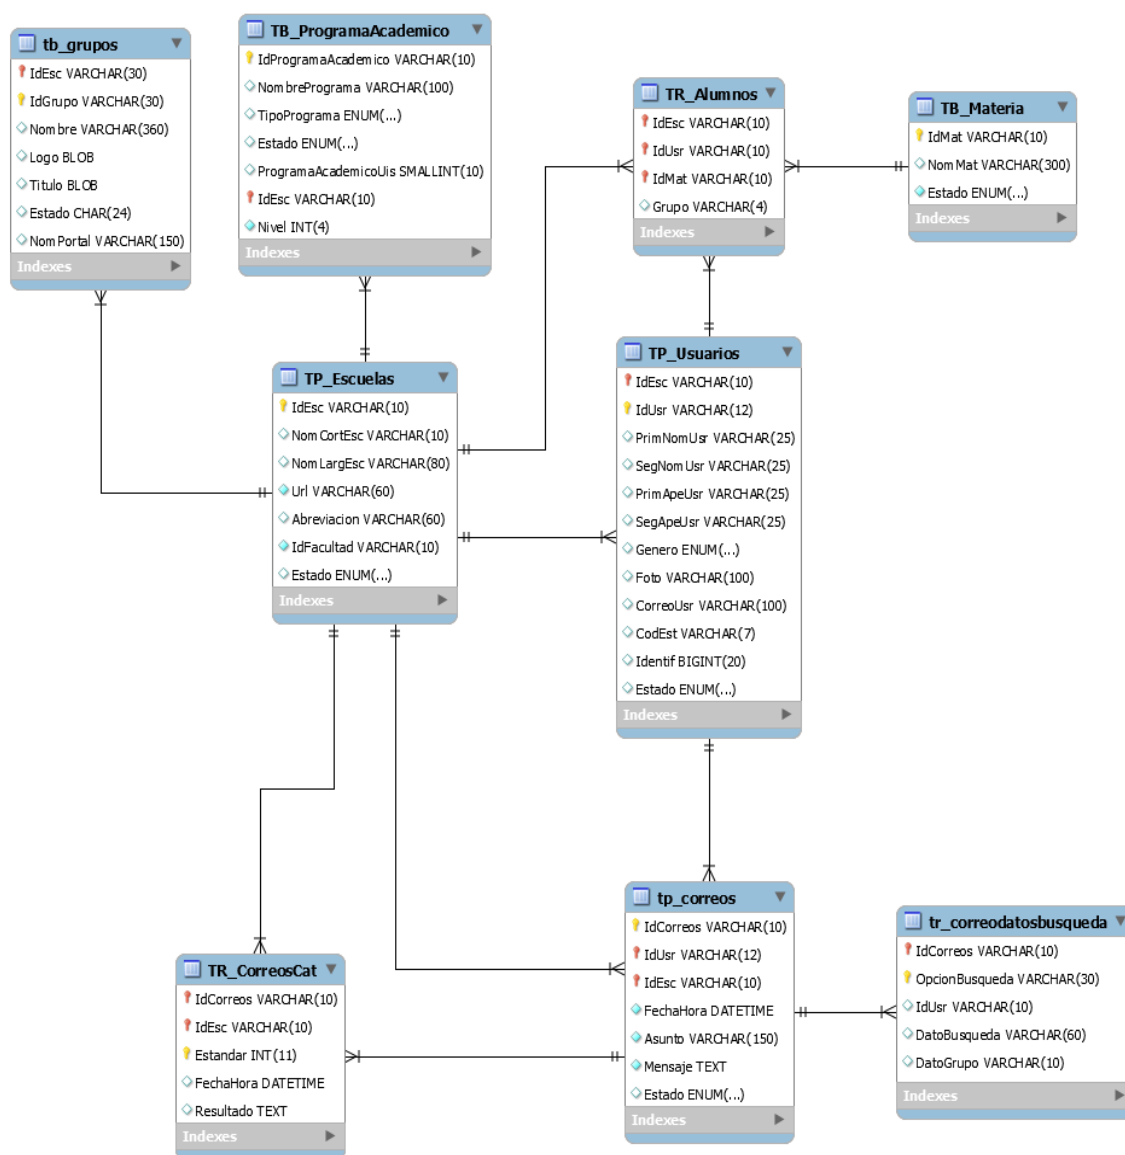 tb_grupos
IdEsc VARCHAR(30)
IdGrupo VARCHAR(30)
Nombre VARCHAR(360)
Logo BLOB
Titulo BLOB
Estado CHAR(24)
NomPortal VARCHAR(150)
Indexes
TB_ProgramaAcademico
IdProgramaAcademico VARCHAR(10)
NombrePrograma VARCHAR(100)
TipoPrograma ENUM(...)
Estado ENUM(...)
ProgramaAcademicoUis SMALLINT(10)
IdEsc VARCHAR(10)
Nivel INT(4)
Indexes
TR_Alumnos
IdEsc VARCHAR(10)
IdUsr VARCHAR(10)
IdMat VARCHAR(10)
Grupo VARCHAR(4)
Indexes
TB_Materia
IdMat VARCHAR(10)
NomMat VARCHAR(300)
Estado ENUM(...)
Indexes
TP_Escuelas
IdEsc VARCHAR(10)
NomCortEsc VARCHAR(10)
NomLargEsc VARCHAR(80)
Url VARCHAR(60)
Abreviacion VARCHAR(60)
IdFacultad VARCHAR(10)
Estado ENUM(...)
Indexes
TP_Usuarios
IdEsc VARCHAR(10)
IdUsr VARCHAR(12)
PrimNomUsr VARCHAR(25)
SegNomUsr VARCHAR(25)
PrimApeUsr VARCHAR(25)
SegApeUsr VARCHAR(25)
Genero ENUM(...)
Foto VARCHAR(100)
CorreoUsr VARCHAR(100)
CodEst VARCHAR(7)
Identif BIGINT(20)
Estado ENUM(...)
Indexes
TR_CorreosCat
IdCorreos VARCHAR(10)
IdEsc VARCHAR(10)
Estandar INT(11)
FechaHora DATETIME
Resultado TEXT
Indexes
tp_correos
IdCorreos VARCHAR(10)
IdUsr VARCHAR(12)
IdEsc VARCHAR(10)
FechaHora DATETIME
Asunto VARCHAR(150)
Mensaje TEXT
Estado ENUM(...)
Indexes
tr_correodatosbusqueda
IdCorreos VARCHAR(10)
OpcionBusqueda VARCHAR(30)
IdUsr VARCHAR(10)
DatoBusqueda VARCHAR(60)
DatoGrupo VARCHAR(10)
Indexes